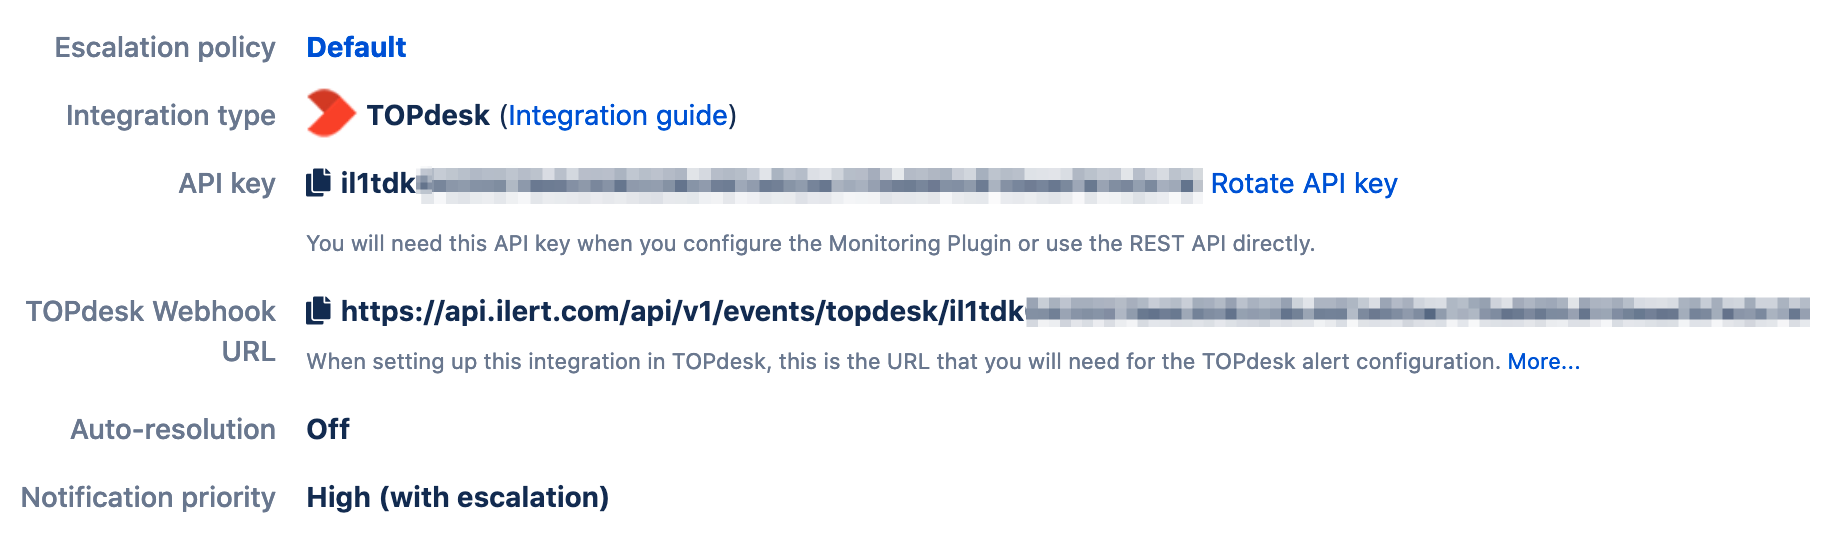 Escalation policy Default
Integration type TOPdesk (Integration guide)
API key il1tdk Rotate API key
You will need this API key when you configure the Monitoring Plugin or use the REST API directly.
TOPdesk Webhook URL https://api.ilert.com/api/v1/events/topdesk/il1tdk
When setting up this integration in TOPdesk, this is the URL that you will need for the TOPdesk alert configuration. More...
Auto-resolution Off
Notification priority High (with escalation)